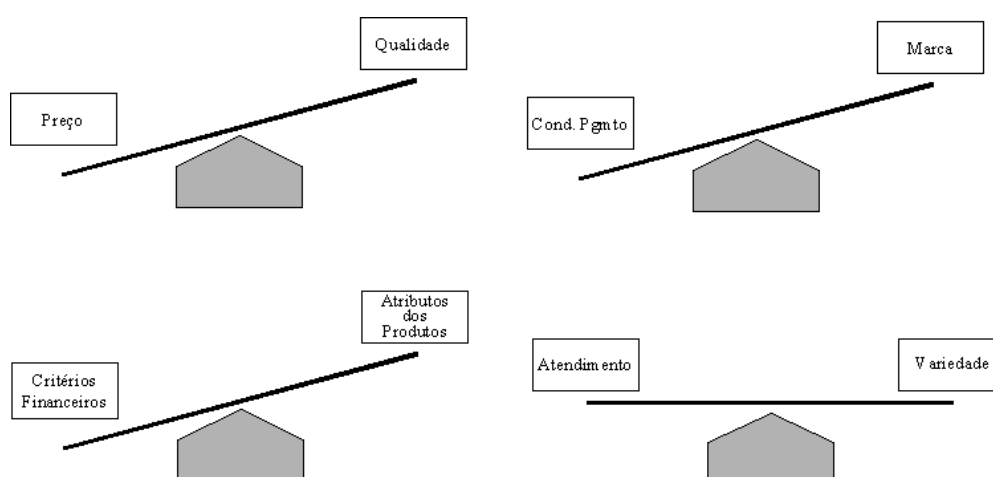 Qualidade
Preço
Marca
Cond. Pgmto
Atributos
dos
Produtos
Critérios
Financeiros
Atendimento
Variedade